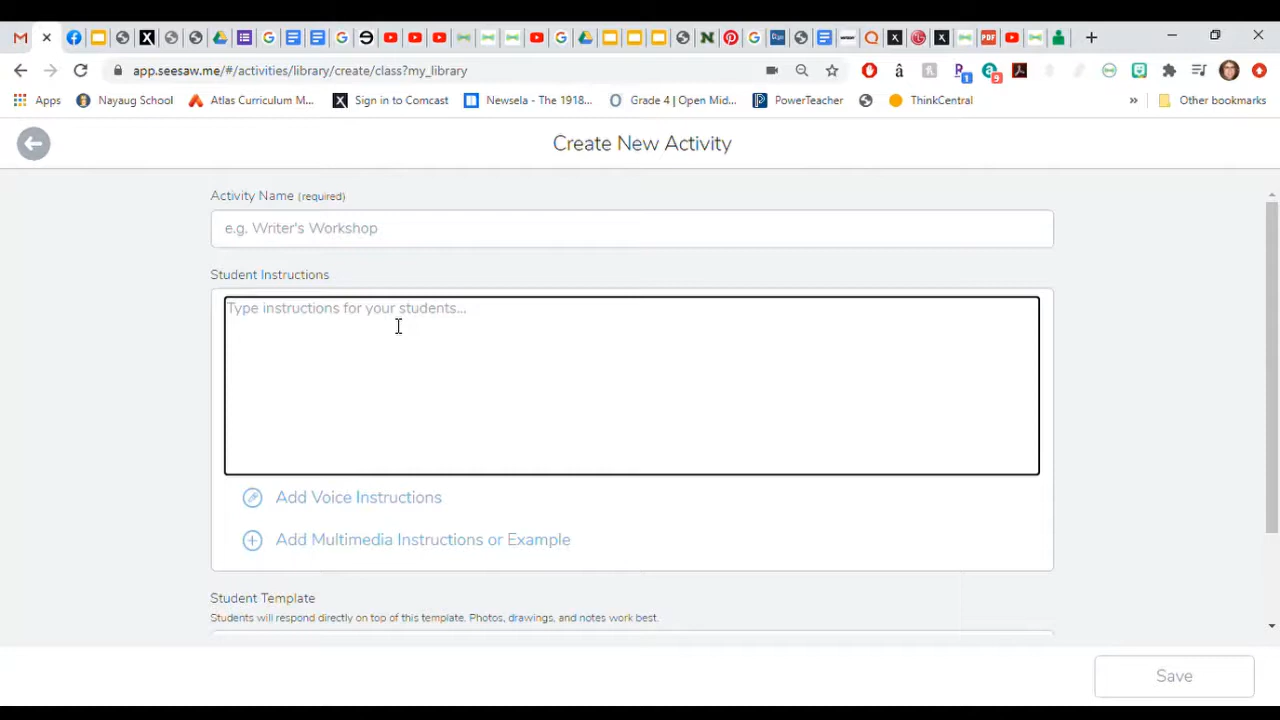 app.seesaw.me/#/activities/library/create/class?my_library
Apps
Nayaug School
Atlas Curriculum M...
Sign in to Comcast
Newsela - The 1918...
Grade 4 | Open Mid...
PowerTeacher
ThinkCentral
»
Other bookmarks
Create New Activity
Activity Name (required)
e.g. Writer's Workshop
Student Instructions
Type instructions for your students...
Add Voice Instructions
Add Multimedia Instructions or Example
Student Template
Students will respond directly on top of this template. Photos, drawings, and notes work best.
Save